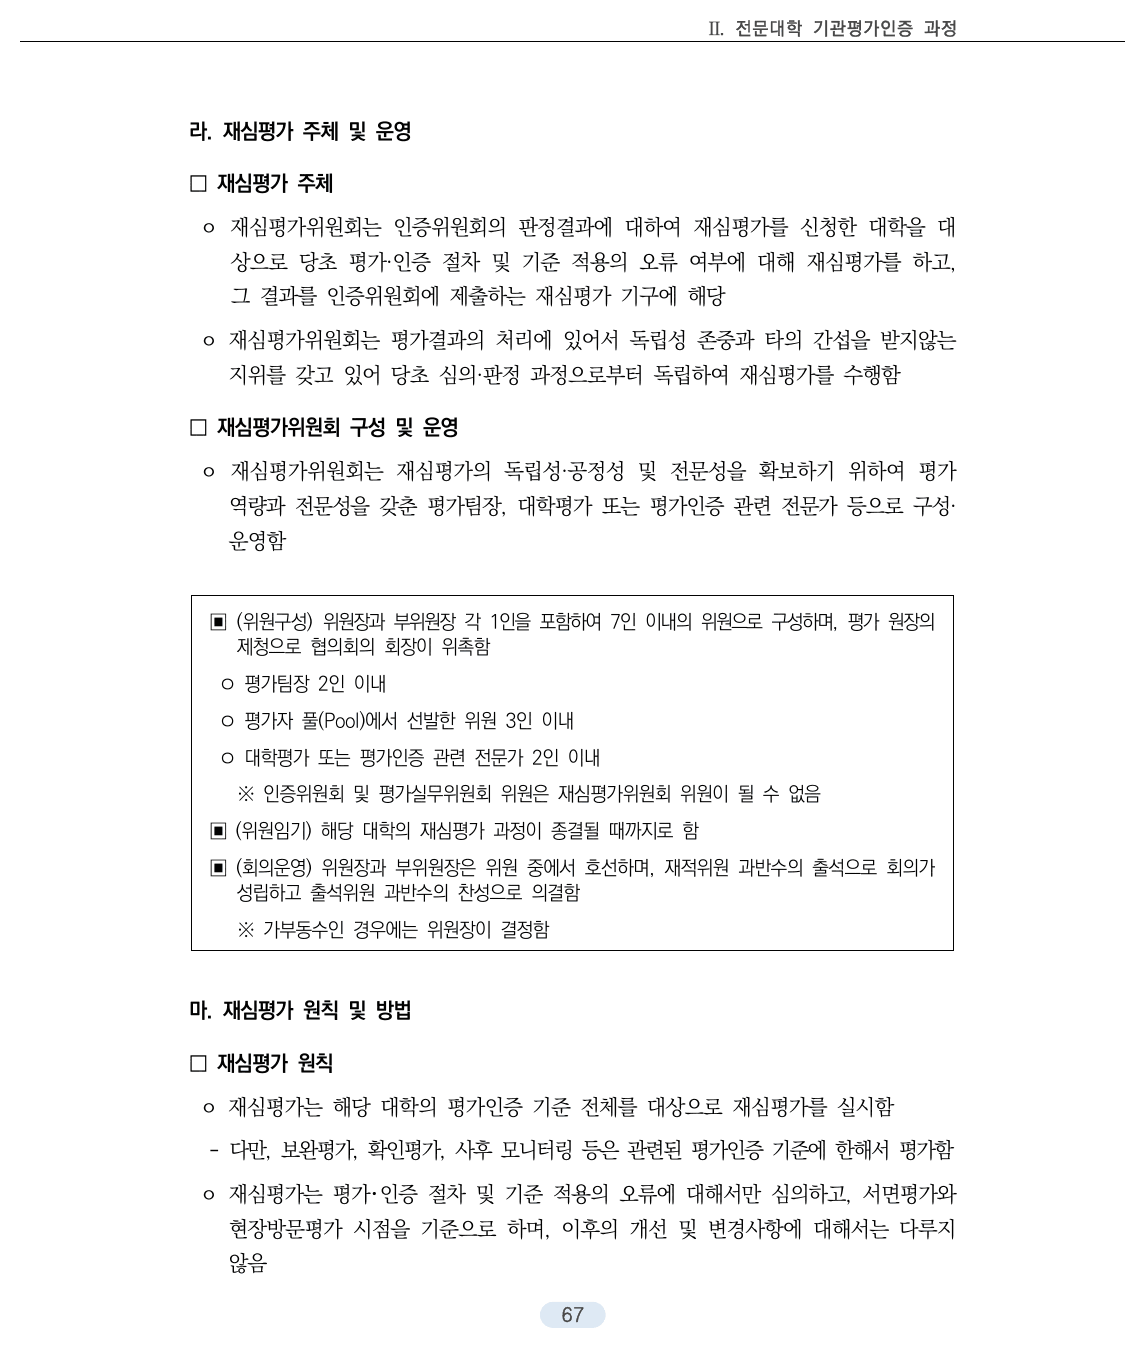 Ⅱ. 전문대학 기관평가인증 과정
라. 재심평가 주체 및 운영
□ 재심평가 주체
ㅇ 재심평가위원회는 인증위원회의 판정결과에 대하여 재심평가를 신청한 대학을 대
상으로 당초 평가·인증 절차 및 기준 적용의 오류 여부에 대해 재심평가를 하고,
그 결과를 인증위원회에 제출하는 재심평가 기구에 해당
ㅇ 재심평가위원회는 평가결과의 처리에 있어서 독립성 존중과 타의 간섭을 받지않는
지위를 갖고 있어 당초 심의·판정 과정으로부터 독립하여 재심평가를 수행함
□ 재심평가위원회 구성 및 운영
ㅇ 재심평가위원회는 재심평가의 독립성·공정성 및 전문성을 확보하기 위하여 평가
역량과 전문성을 갖춘 평가팀장, 대학평가 또는 평가인증 관련 전문가 등으로 구성·
운영함
▣ (위원구성) 위원장과 부위원장 각 1인을 포함하여 7인 이내의 위원으로 구성하며, 평가 원장의
제청으로 협의회의 회장이 위촉함
ㅇ 평가팀장 2인 이내
ㅇ 평가자 풀(Pool)에서 선발한 위원 3인 이내
ㅇ 대학평가 또는 평가인증 관련 전문가 2인 이내
※ 인증위원회 및 평가실무위원회 위원은 재심평가위원회 위원이 될 수 없음
▣ (위원임기) 해당 대학의 재심평가 과정이 종결될 때까지로 함
▣ (회의운영) 위원장과 부위원장은 위원 중에서 호선하며, 재적위원 과반수의 출석으로 회의가
성립하고 출석위원 과반수의 찬성으로 의결함
※ 가부동수인 경우에는 위원장이 결정함
마. 재심평가 원칙 및 방법
□ 재심평가 원칙
ㅇ 재심평가는 해당 대학의 평가인증 기준 전체를 대상으로 재심평가를 실시함
- 다만, 보완평가, 확인평가, 사후 모니터링 등은 관련된 평가인증 기준에 한해서 평가함
ㅇ 재심평가는 평가·인증 절차 및 기준 적용의 오류에 대해서만 심의하고, 서면평가와
현장방문평가 시점을 기준으로 하며, 이후의 개선 및 변경사항에 대해서는 다루지
않음
67